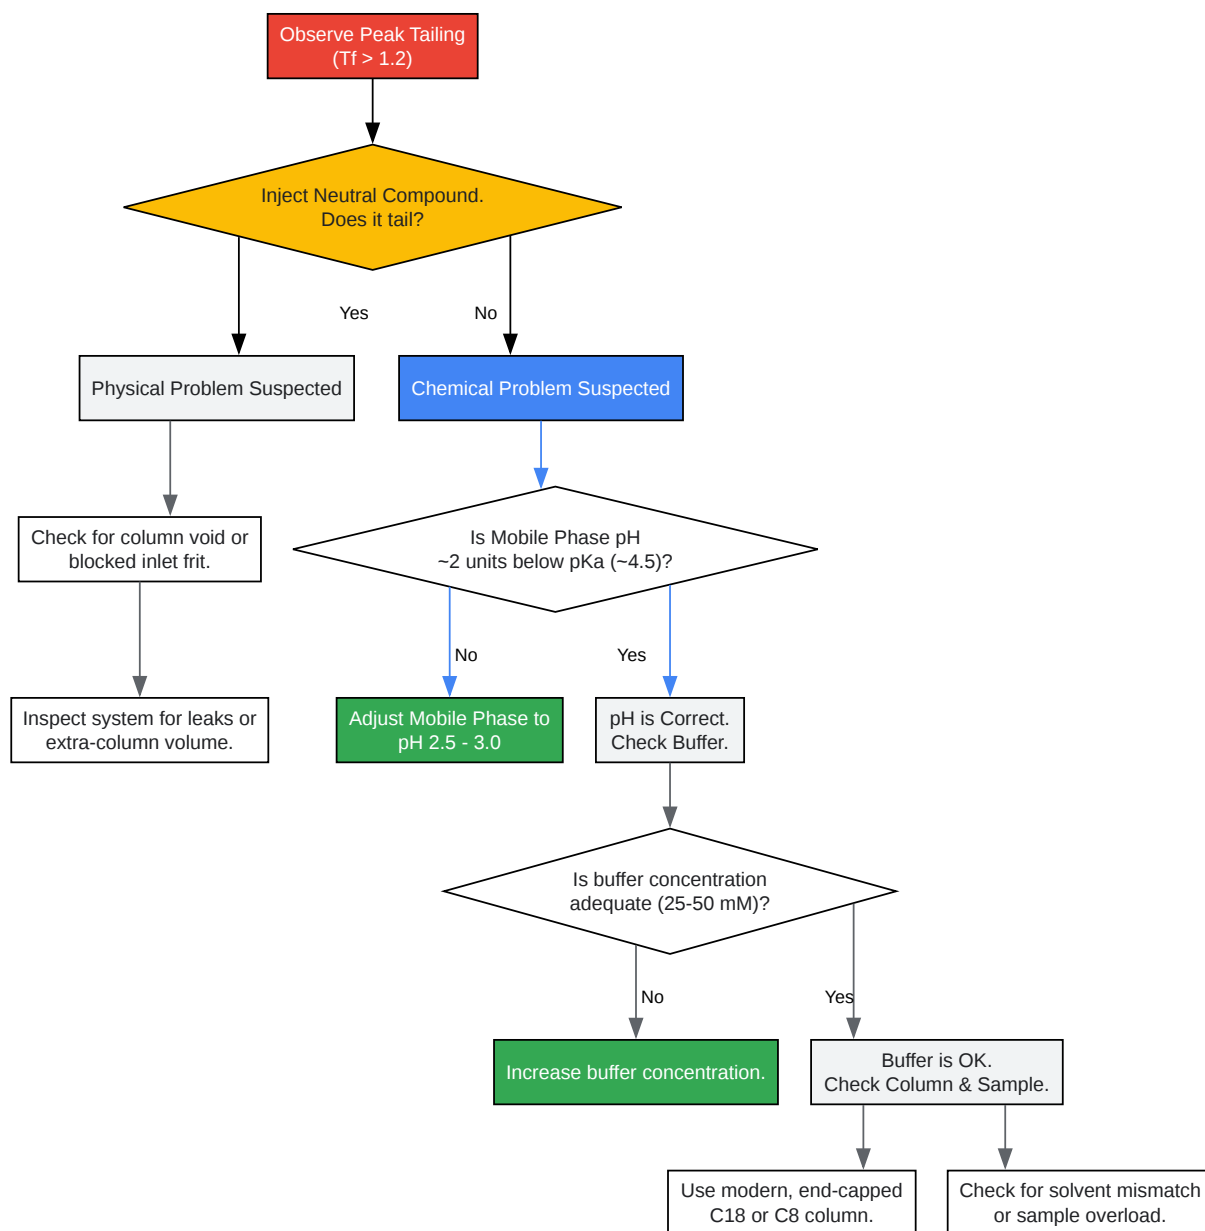 Observe Peak Tailing
(Tf > 1.2)
Inject Neutral Compound.
Does it tail?
Yes
No
Physical Problem Suspected
Chemical Problem Suspected
Check for column void or
blocked inlet frit.
Is Mobile Phase pH
~2 units below pKa (~4.5)?
No
Yes
Inspect system for leaks or
extra-column volume.
Adjust Mobile Phase to
pH 2.5 - 3.0
pH is Correct.
Check Buffer.
Is buffer concentration
adequate (25-50 mM)?
No
Yes
Increase buffer concentration.
Buffer is OK.
Check Column & Sample.
Use modern, end-capped
C18 or C8 column.
Check for solvent mismatch
or sample overload.